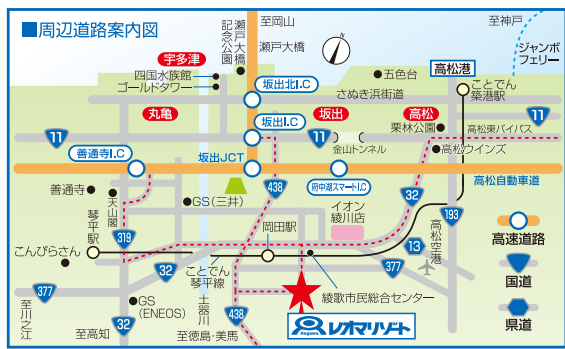 ■周辺道路案内図
至岡山
至神戸
瀬戸大橋
瀬戸大橋
記念公園
ジャンボ
フェリー
宇多津
四国水族館
ゴールドタワー
五色台
高松港
ことでん
築港駅
坂出北I.C
さぬき浜街道
丸亀
坂出I.C
坂出
高松
栗林公園
11
11
11
金山トンネル
高松東バイパス
高松ウインズ
善通寺I.C
坂出JCT
府中湖スマートI.C
高松自動車道
善通寺
天山閣
GS(三井)
438
32
193
イオン
綾川店
岡田駅
琴平駅
319
こんぴらさん
32
ことでん
琴平線
13
高松空港
377
綾歌市民総合センター
377
至川之江
GS
(ENEOS)
土器川
32
至高知
438
至徳島・美馬
Kagawa
レオマリゾート
高速道路
国道
県道